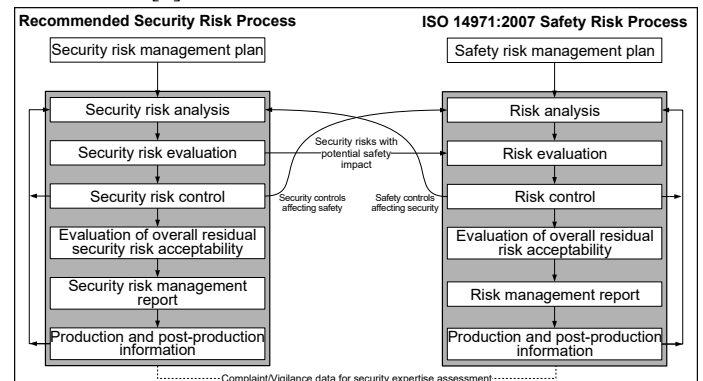 Recommended Security Risk Process
Security risk management plan
Security risk analysis
Security risk evaluation
Security risk control
Evaluation of overall residual
security risk acceptability
Security risk management
report
Production and post-production
information
Security risks with
potential safety
impact
Security controls
affecting safety
Safety controls
affecting security
ISO 14971:2007 Safety Risk Process
Safety risk management plan
Risk analysis
Risk evaluation
Risk control
Evaluation of overall residual
risk acceptability
Risk management report
Production and post-production
information
Complaint/Vigilance data for security expertise assessment